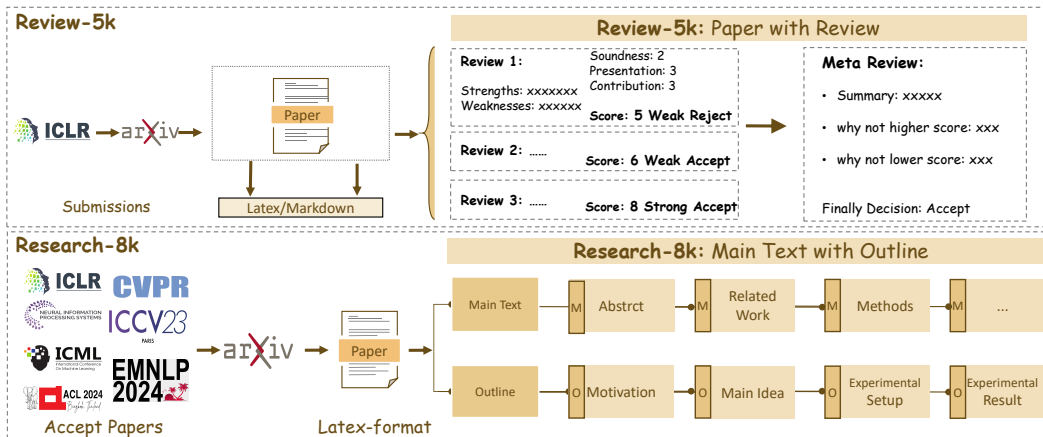 Review-5k
Review-5k: Paper with Review
ICLR
arXiv
Paper
Submissions
Latex/Markdown
Review 1:
Soundness: 2
Presentation: 3
Contribution: 3
Strengths: xxxxxxx
Weaknesses: xxxxxx
Score: 5 Weak Reject
Review 2: ......
Score: 6 Weak Accept
Review 3: ......
Score: 8 Strong Accept
Meta Review:
• Summary: xxxxx
• why not higher score: xxx
• why not lower score: xxx
Finally Decision: Accept
Research-8k
Research-8k: Main Text with Outline
ICLR
CVPR
NEURAL INFORMATION
PROCESSING SYSTEMS
ICCV23
PARIS
ICML
International Conference
On Machine Learning
EMNLP
2024
ACL 2024
Bangkok, Thailand
Accept Papers
arXiv
Paper
Latex-format
Main Text
M
Abstrct
M
Related
Work
M
Methods
M
...
Outline
O
Motivation
O
Main Idea
O
Experimental
Setup
O
Experimental
Result